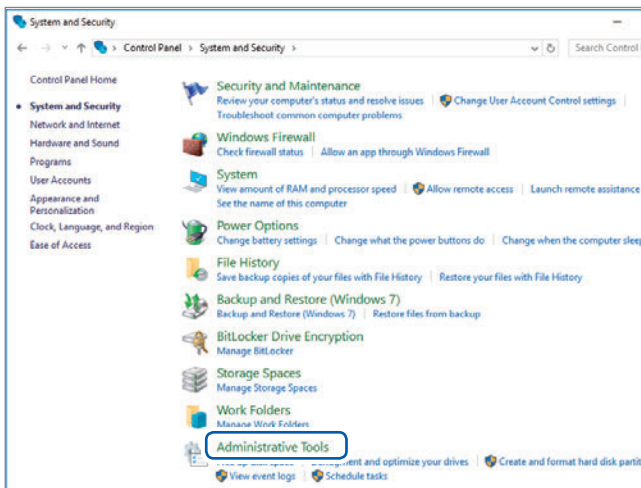 System and Security
Control Panel > System and Security >
Search Control
Control Panel Home
System and Security
Network and Internet
Hardware and Sound
Programs
User Accounts
Appearance and
Personalization
Clock, Language, and Region
Ease of Access
Security and Maintenance
Review your computer's status and resolve issues | Change User Account Control settings |
Troubleshoot common computer problems
Windows Firewall
Check firewall status | Allow an app through Windows Firewall
System
View amount of RAM and processor speed | Allow remote access | Launch remote assistance
See the name of this computer
Power Options
Change battery settings | Change what the power buttons do | Change when the computer
File History
Save backup copies of your files with File History | Restore your files with File History
Backup and Restore (Windows 7)
Backup and Restore (Windows 7) | Restore files from backup
BitLocker Drive Encryption
Manage BitLocker
Storage Spaces
Manage Storage Spaces
Work Folders
Manage Work Folders
Administrative Tools
and optimize your drives | Create and format hard disk
View event logs | Schedule tasks